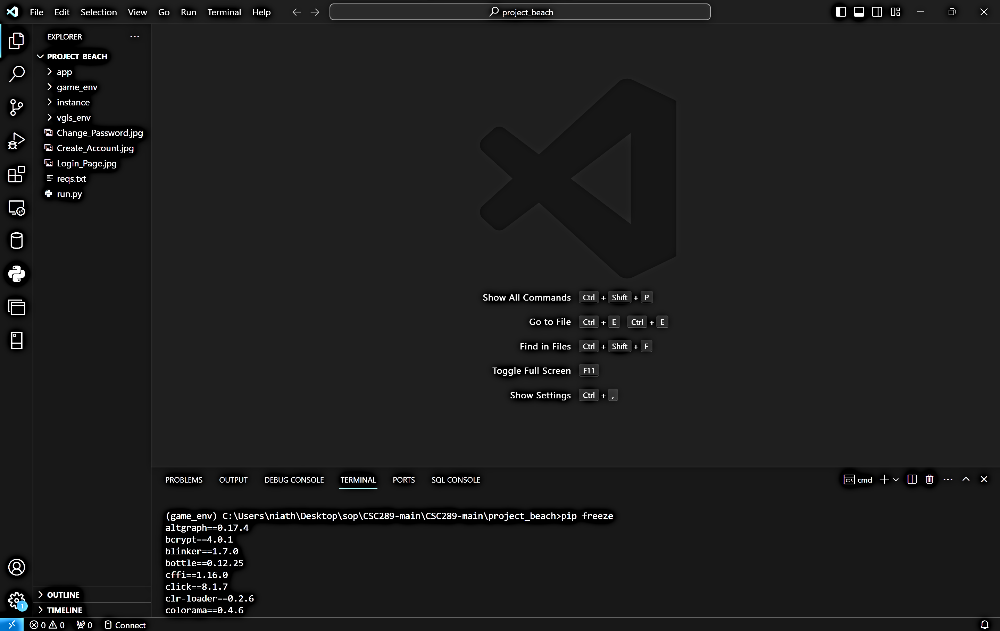 File Edit Selection View Go Run Terminal Help project_beach
EXPLORER
PROJECT_BEACH
app
game_env
instance
vgls_env
Change_Password.jpg
Create_Account.jpg
Login_Page.jpg
reqs.txt
run.py
Show All Commands Ctrl + Shift + P
Go to File Ctrl + E Ctrl + E
Find in Files Ctrl + Shift + F
Toggle Full Screen F11
Show Settings Ctrl + ,
PROBLEMS OUTPUT DEBUG CONSOLE TERMINAL PORTS SQL CONSOLE cmd
(game_env) C:\Users\niath\Desktop\sop\CSC289-main\CSC289-main\project_beach>pip freeze
altgraph==0.17.4
bcrypt==4.0.1
blinker==1.7.0
bottle==0.12.25
cffi==1.16.0
click==8.1.7
clr-loader==0.2.6
colorama==0.4.6
OUTLINE
TIMELINE
1
0 0 0 Connect